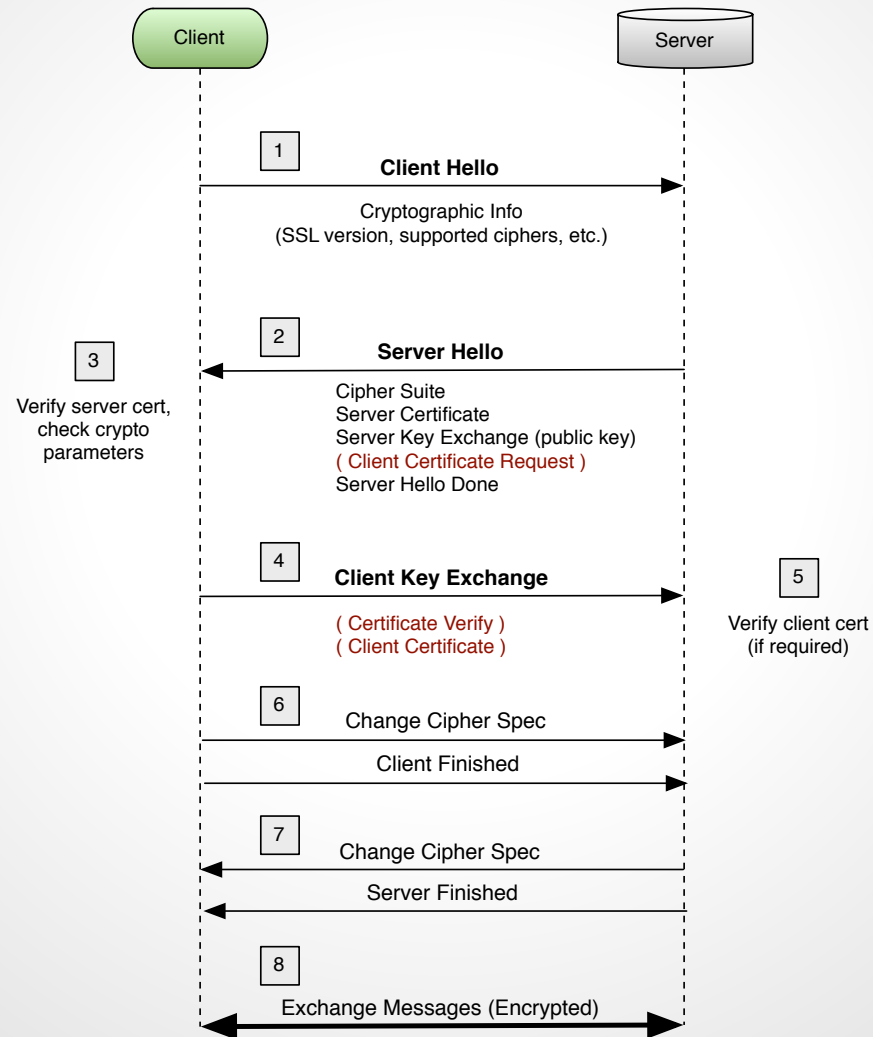 Client
Server
1
Client Hello
Cryptographic Info
(SSL version, supported ciphers, etc.)
2
Server Hello
3
Verify server cert,
check crypto
parameters
Cipher Suite
Server Certificate
Server Key Exchange (public key)
( Client Certificate Request )
Server Hello Done
4
Client Key Exchange
( Certificate Verify )
( Client Certificate )
5
Verify client cert
(if required)
6
Change Cipher Spec
Client Finished
7
Change Cipher Spec
Server Finished
8
Exchange Messages (Encrypted)